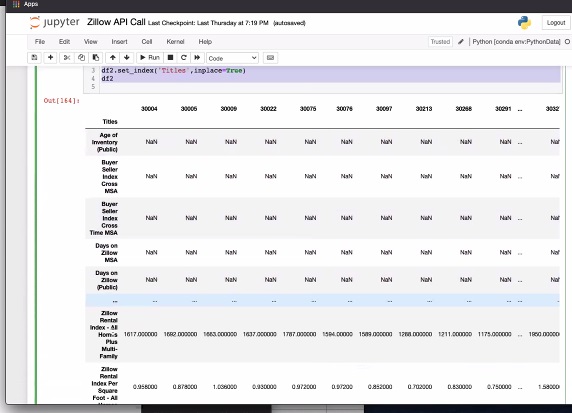 Apps
jupyter Zillow API Call Last Checkpoint: Last Thursday at 7:19 PM (autosaved)
Logout
File Edit View Insert Cell Kernel Help
Trusted Python [conda env:PythonData]
Run Code
3 df2.set_index('Titles',inplace=True)
4 df2
5
Out[164]:
30004 30005 30009 30022 30075 30076 30097 30213 30268 30291 ... 3032
Titles
Age of
Inventory
(Public)
NaN NaN NaN NaN NaN NaN NaN NaN NaN NaN ... NaN
Buyer
Seller
Index
Cross
MSA
NaN NaN NaN NaN NaN NaN NaN NaN NaN NaN ... NaN
Buyer
Seller
Index
Cross
Time MSA
NaN NaN NaN NaN NaN NaN NaN NaN NaN NaN ... NaN
Days on
Zillow
MSA
NaN NaN NaN NaN NaN NaN NaN NaN NaN NaN ... NaN
Days on
Zillow
(Public)
NaN NaN NaN NaN NaN NaN NaN NaN NaN NaN ... NaN
... ... ... ... ... ... ... ... ... ... ... ... ...
Zillow
Rental
Index - All
Homes
Plus
Multi-
Family
1617.000000 1692.000000 1663.000000 1637.000000 1787.000000 1594.00000 1589.000000 1288.000000 1211.000000 1175.000000 ... 1950.00000
Zillow
Rental
Index Per
Square
Foot - All
0.958000 0.878000 1.036000 0.930000 0.972000 0.97200 0.852000 0.702000 0.830000 0.750000 ... 1.58000